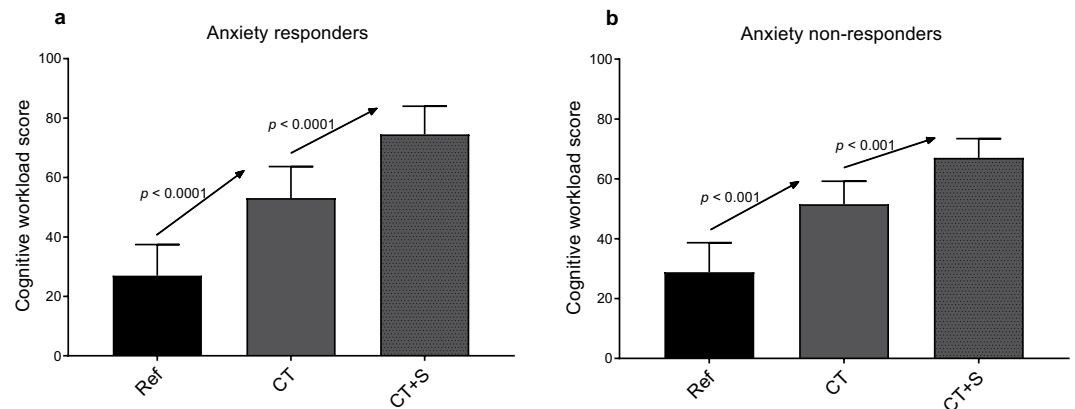 a
Anxiety responders
Cognitive workload score
100
80
60
40
20
0
p < 0.0001
p < 0.0001
Ref
CT
CT+S
b
Anxiety non-responders
Cognitive workload score
100
80
60
40
20
0
p < 0.001
p < 0.001
Ref
CT
CT+S